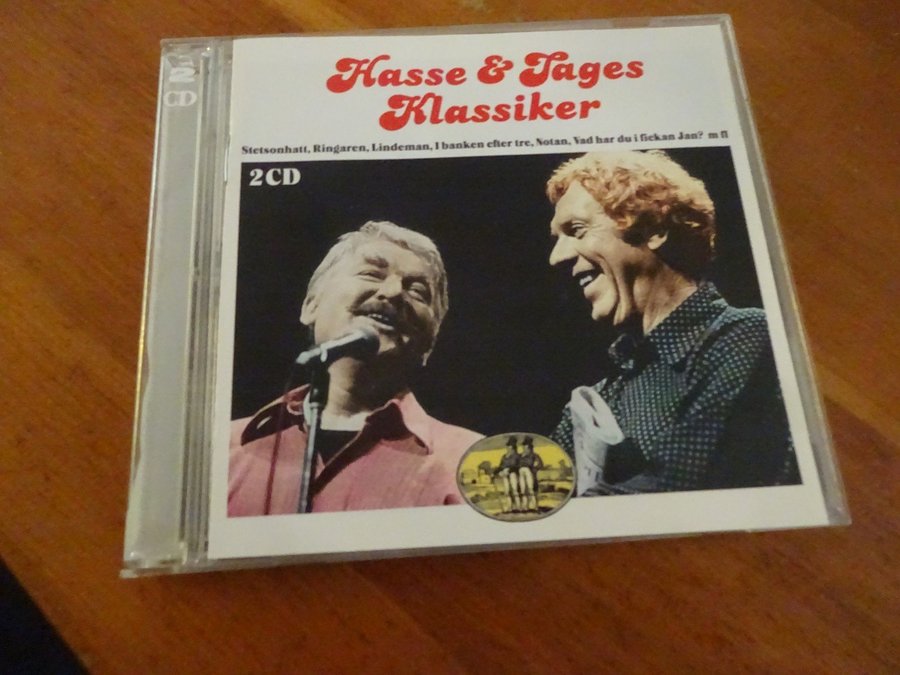 Hasse & Tages
Klassiker
Stetsonhatt, Ringaren, Lindeman, I banken efter tre, Notan, Vad har du i fickan Jan? m fl
2CD
2
CD